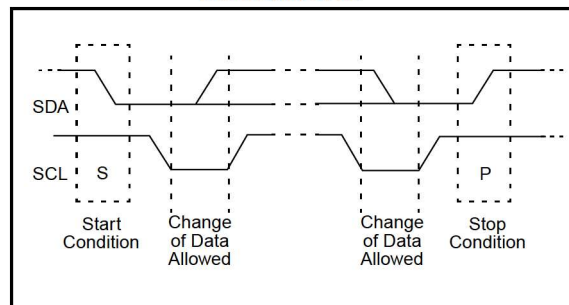 SDA
SCL
S
P
Start
Condition
Change
of Data
Allowed
Change
of Data
Allowed
Stop
Condition